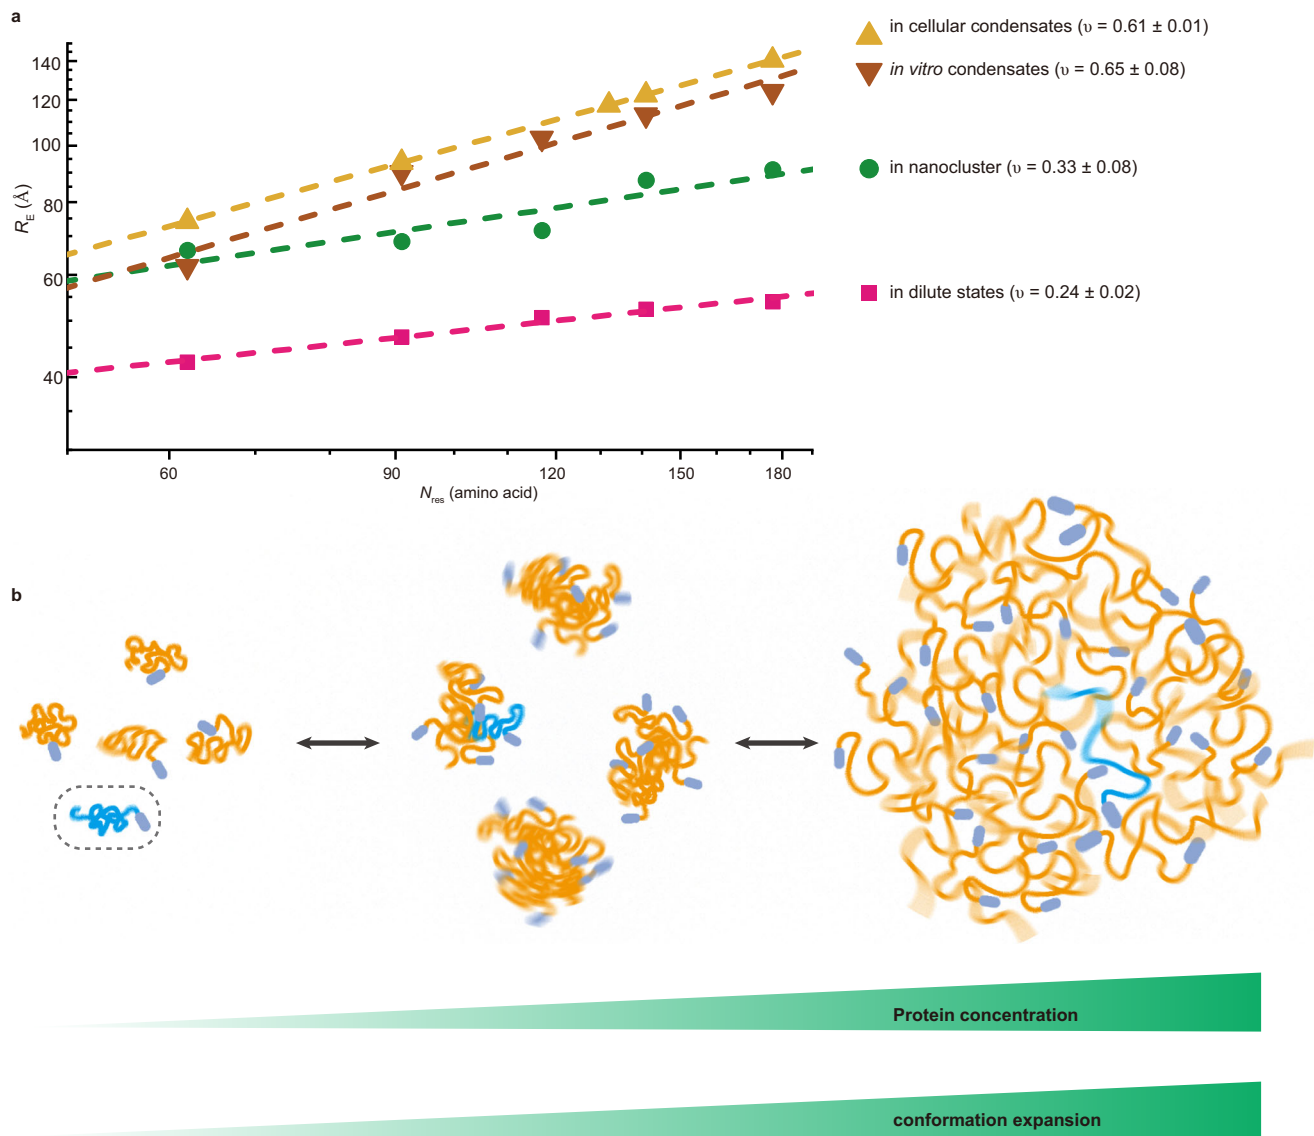 a
in cellular condensates (υ = 0.61 ± 0.01)
in vitro condensates (υ = 0.65 ± 0.08)
in nanocluster (υ = 0.33 ± 0.08)
in dilute states (υ = 0.24 ± 0.02)
140
120
100
80
60
40
R_E (Å)
60 90 120 150 180
N_res (amino acid)
b
Protein concentration
conformation expansion